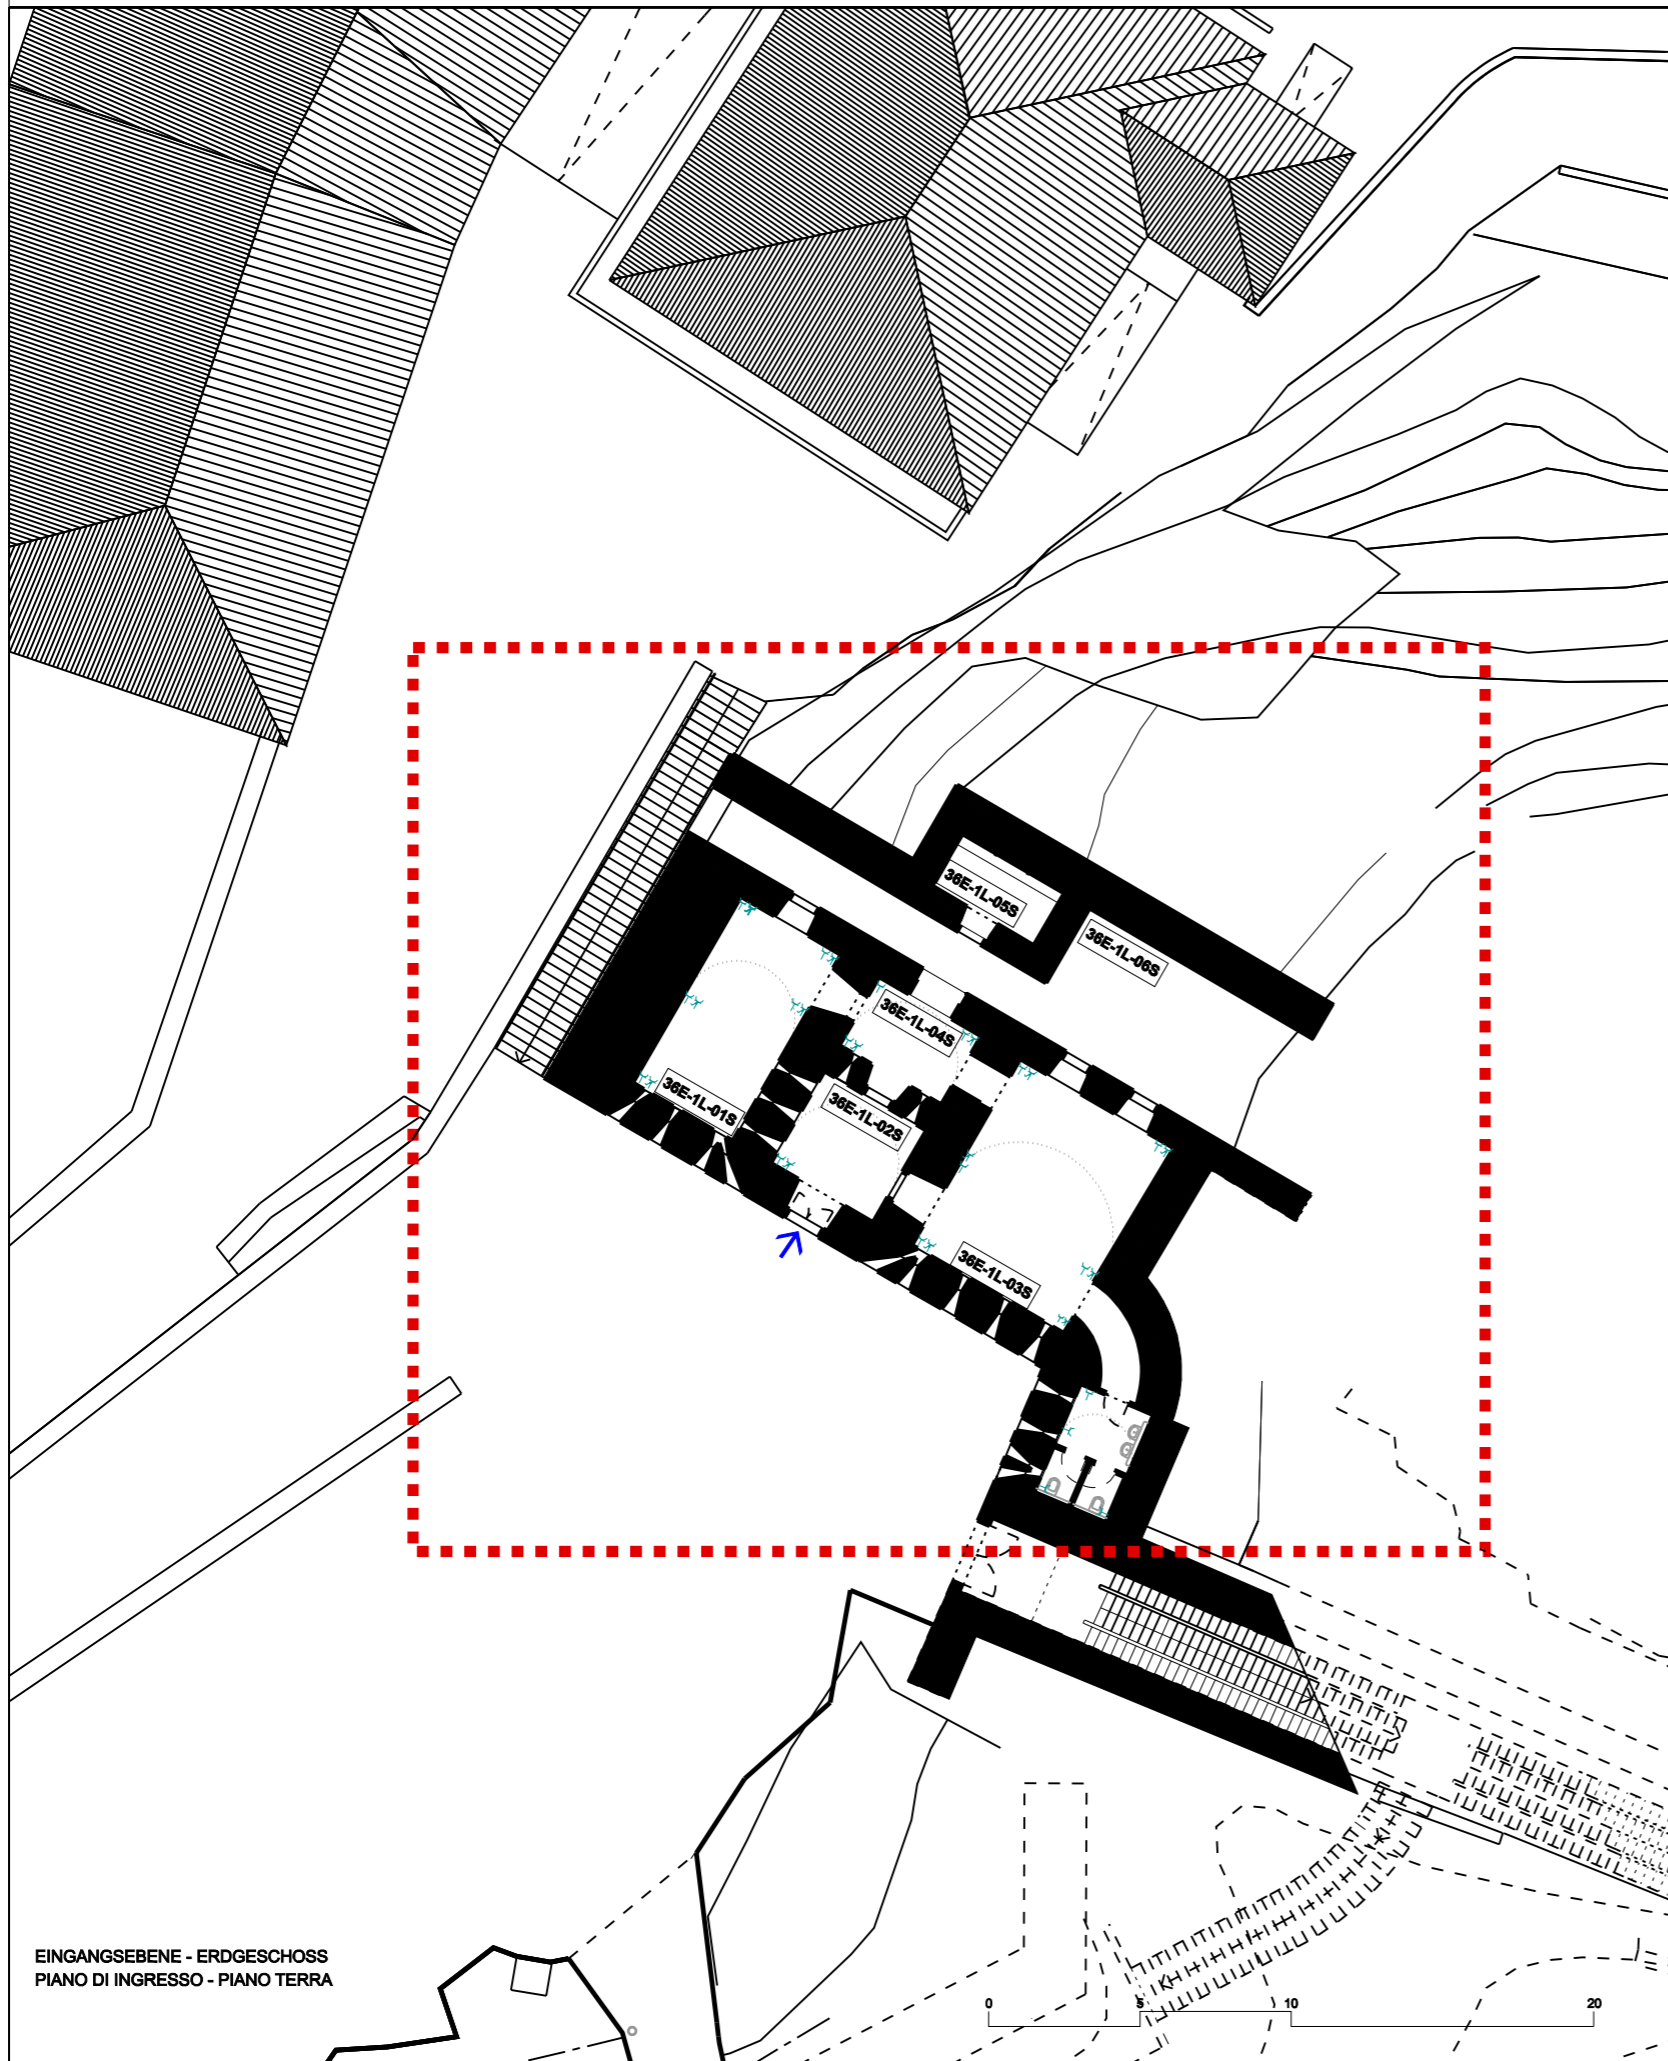 36E-1L-05S
36E-1L-06S
36E-1L-04S
36E-1L-01S
36E-1L-02S
36E-1L-03S
EINGANGSEBENE - ERDGESCHOSS
PIANO DI INGRESSO - PIANO TERRA
0 5 10 20